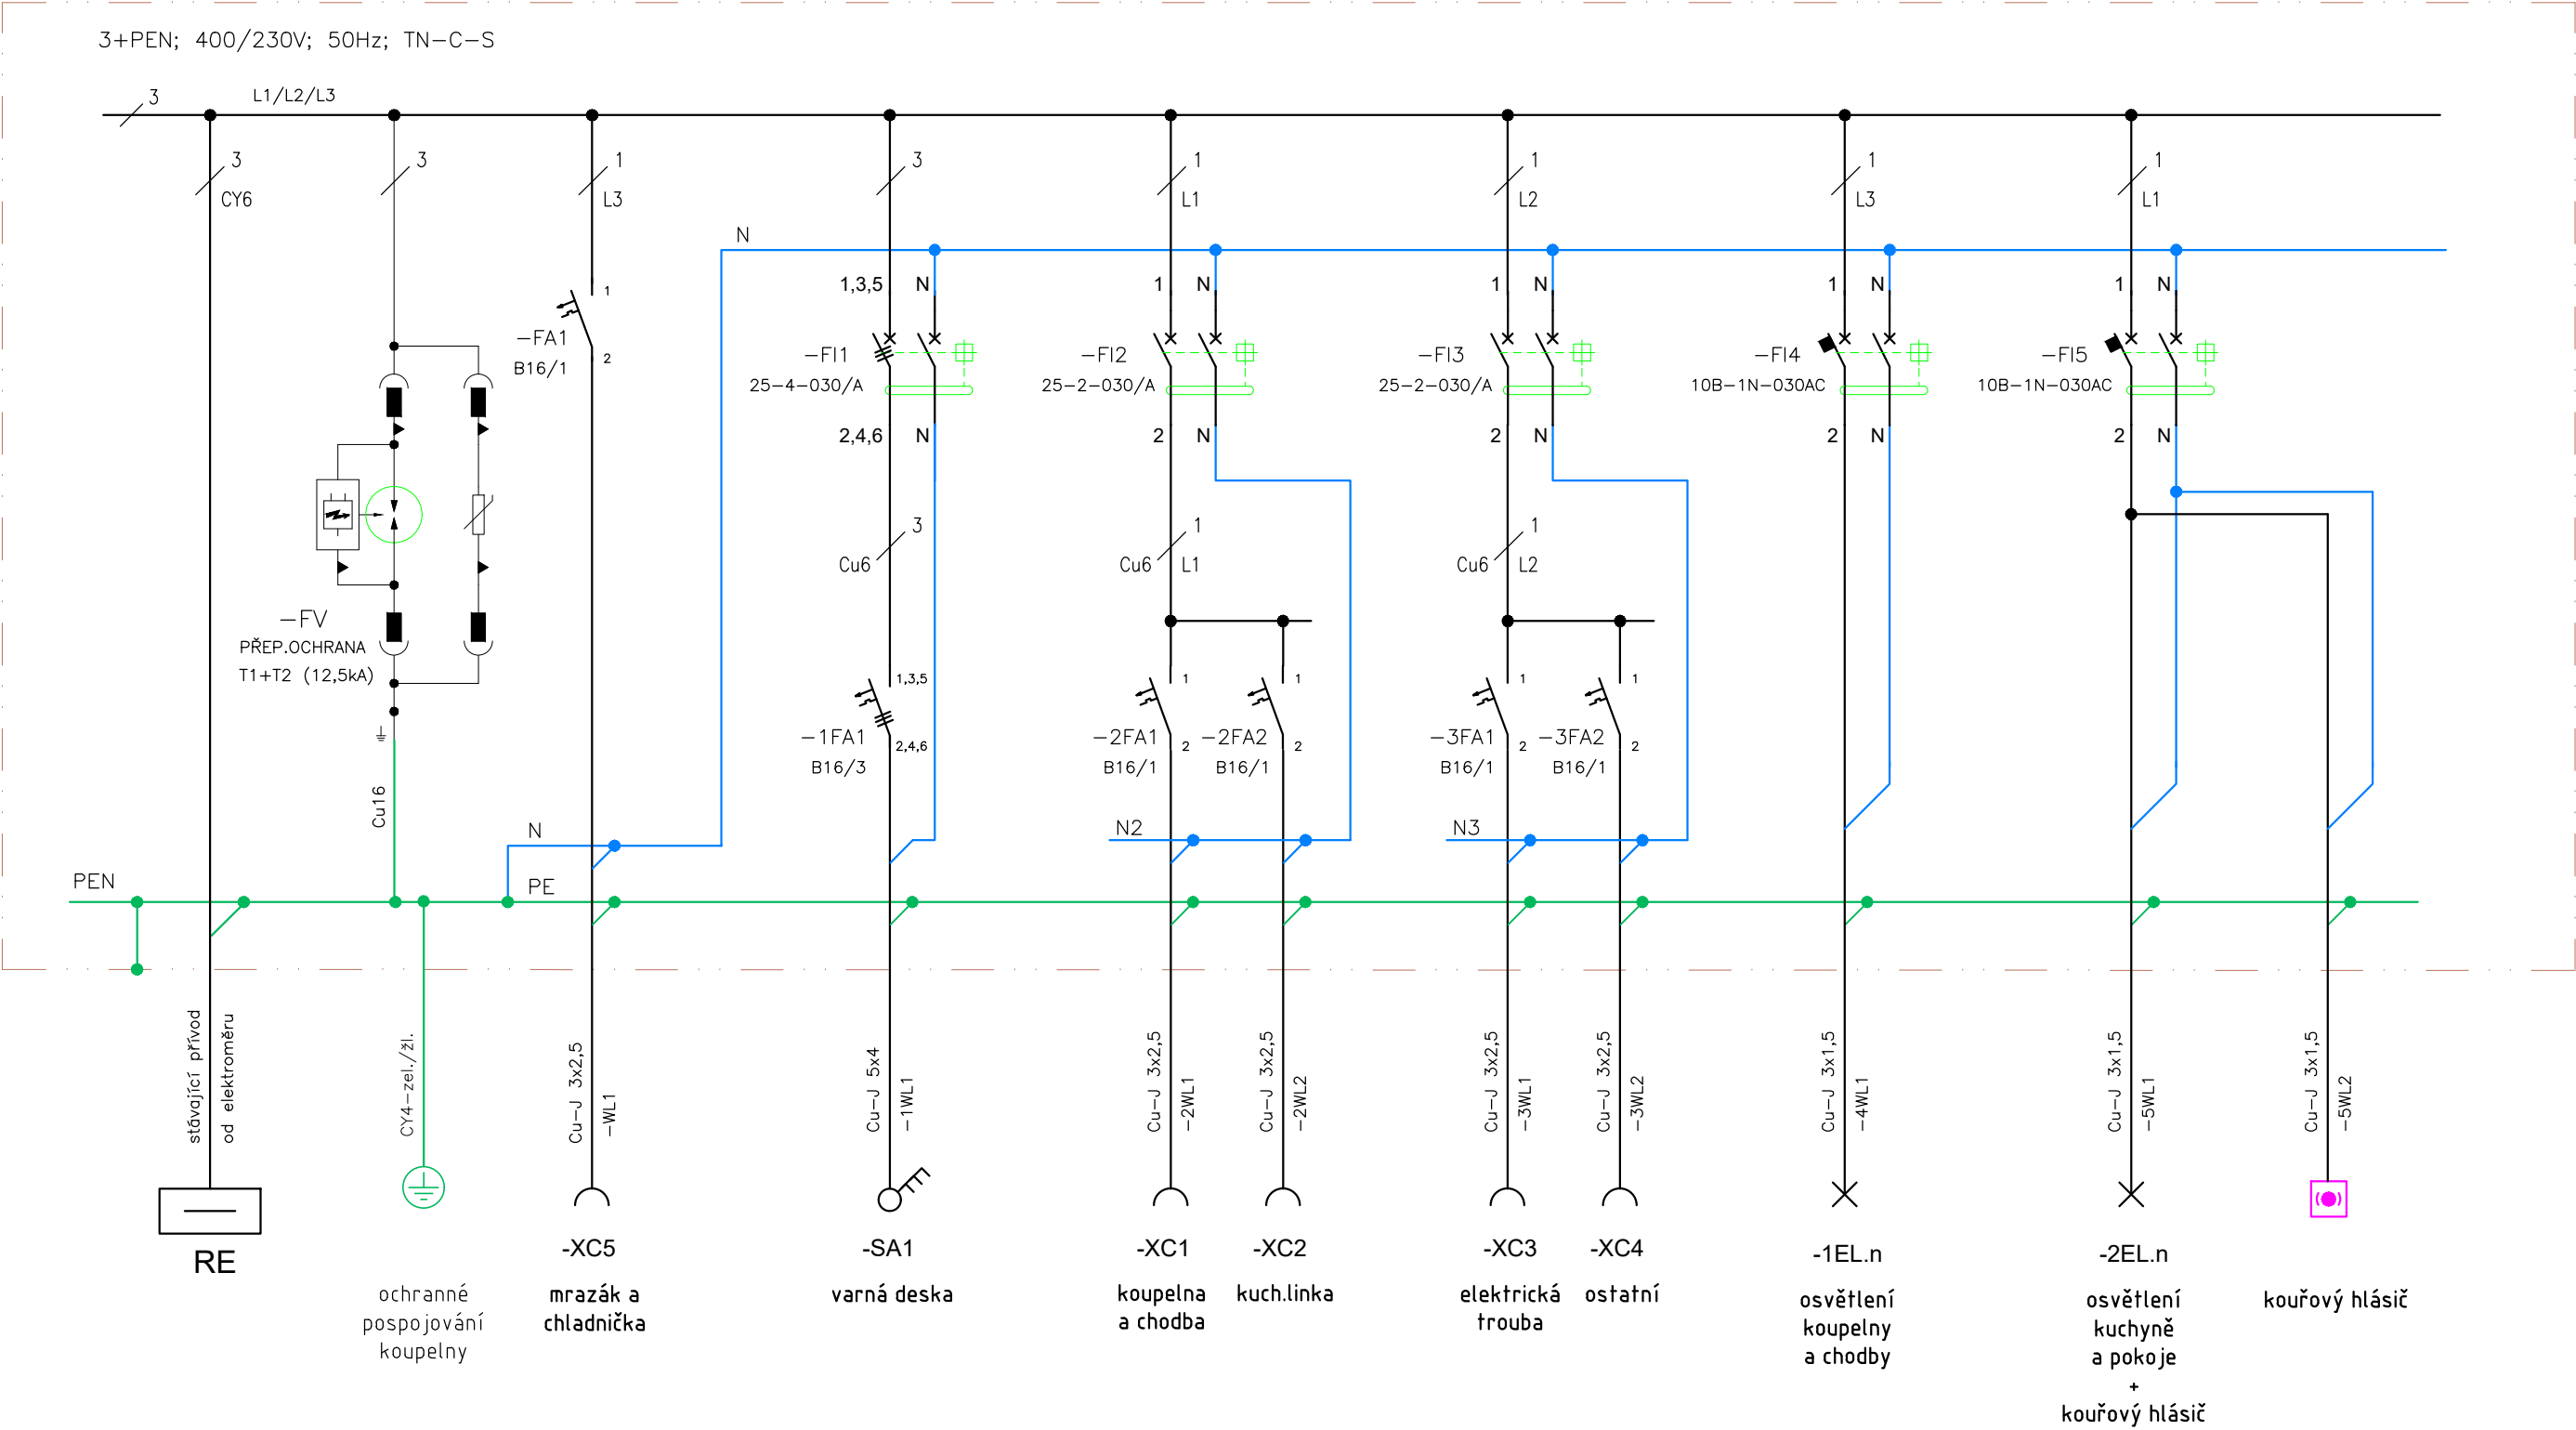 3+PEN; 400/230V; 50Hz; TN-C-S
3
L1/L2/L3
3
CY6
3
1
L3
3
1
L1
1
L2
1
L3
1
L1
N
1,3,5
N
1
N
1
N
1
N
1
N
-FI1
25-4-030/A
-FI2
25-2-030/A
-FI3
25-2-030/A
-FI4
10B-1N-030AC
-FI5
10B-1N-030AC
2,4,6
N
2
N
2
N
2
N
2
N
1
-FA1
2
B16/1
3
Cu6
1
Cu6
L1
1
Cu6
L2
-FV
PŘEP.OCHRANA
T1+T2 (12,5kA)
1,3,5
-1FA1
2,4,6
B16/3
1
-2FA1
2
B16/1
1
-2FA2
2
B16/1
1
-3FA1
2
B16/1
1
-3FA2
2
B16/1
Cu16
N
N2
N3
PEN
PE
stávající přívod
od elektroměru
CY4-zel./žl.
Cu-J 3x2,5
-WL1
Cu-J 5x4
-1WL1
Cu-J 3x2,5
-2WL1
Cu-J 3x2,5
-2WL2
Cu-J 3x2,5
-3WL1
Cu-J 3x2,5
-3WL2
Cu-J 3x1,5
-4WL1
Cu-J 3x1,5
-5WL1
Cu-J 3x1,5
-5WL2
RE
ochranné
pospojování
koupelny
-XC5
mrazák a
chladnička
-SA1
varná deska
-XC1
koupelna
a chodba
-XC2
kuch.linka
-XC3
elektrická
trouba
-XC4
ostatní
-1EL.n
osvětlení
koupelny
a chodby
-2EL.n
osvětlení
kuchyně
a pokoje
+
kouřový hlásič
kouřový hlásič